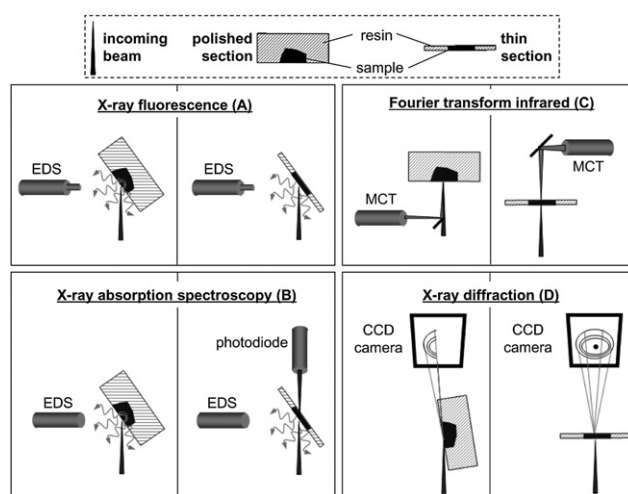 incoming beam
polished section
resin
sample
thin section
X-ray fluorescence (A)
EDS
EDS
Fourier transform infrared (C)
MCT
MCT
X-ray absorption spectroscopy (B)
photodiode
EDS
EDS
X-ray diffraction (D)
CCD
camera
CCD
camera